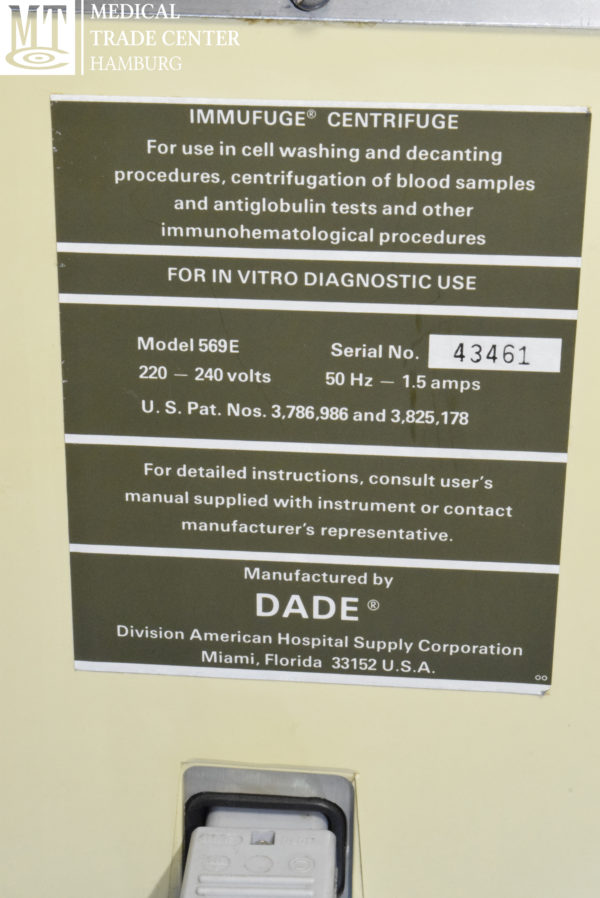 MT
MEDICAL
TRADE CENTER
HAMBURG
IMMUFUGE® CENTRIFUGE
For use in cell washing and decanting
procedures, centrifugation of blood samples
and antiglobulin tests and other
immunohematological procedures
FOR IN VITRO DIAGNOSTIC USE
Model 569E
Serial No. 43461
220 — 240 volts
50 Hz — 1.5 amps
U. S. Pat. Nos. 3,786,986 and 3,825,178
For detailed instructions, consult user's
manual supplied with instrument or contact
manufacturer's representative.
Manufactured by
DADE®
Division American Hospital Supply Corporation
Miami, Florida 33152 U.S.A.